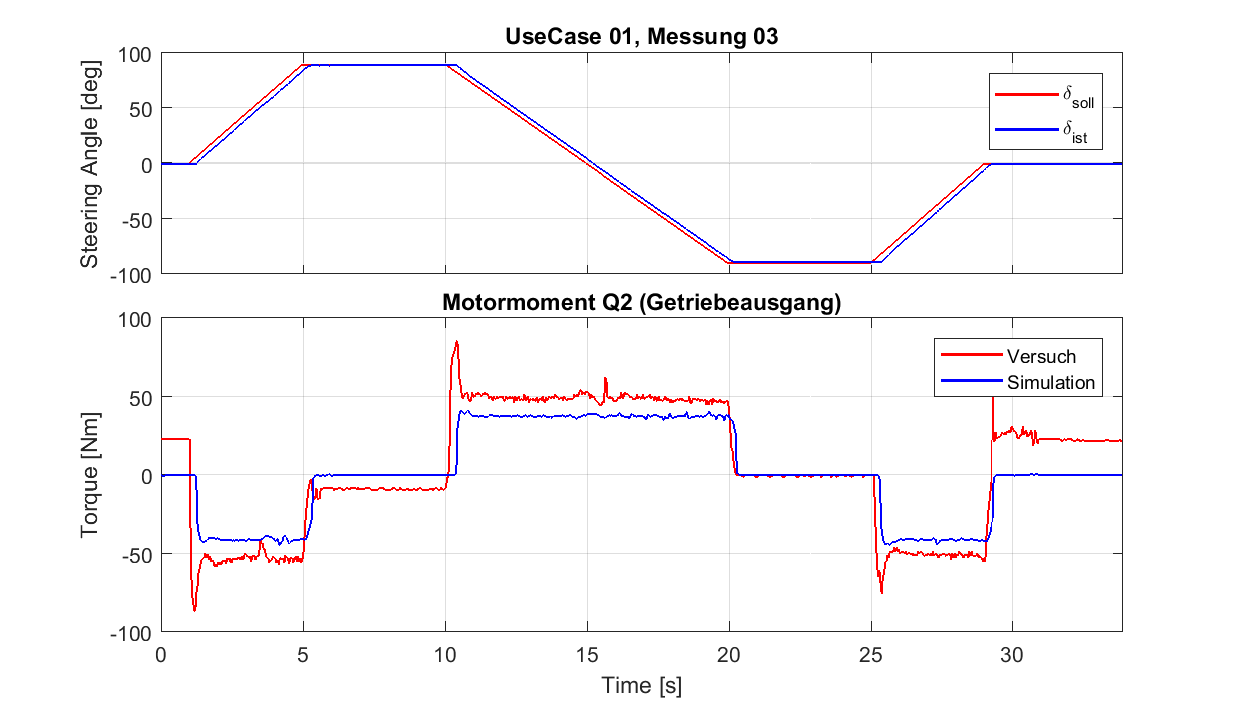 UseCase 01, Messung 03
Steering Angle [deg]
100
50
0
-50
-100
δsoll
δist
Motormoment Q2 (Getriebeausgang)
Torque [Nm]
100
50
0
-50
-100
Versuch
Simulation
0 5 10 15 20 25 30
Time [s]